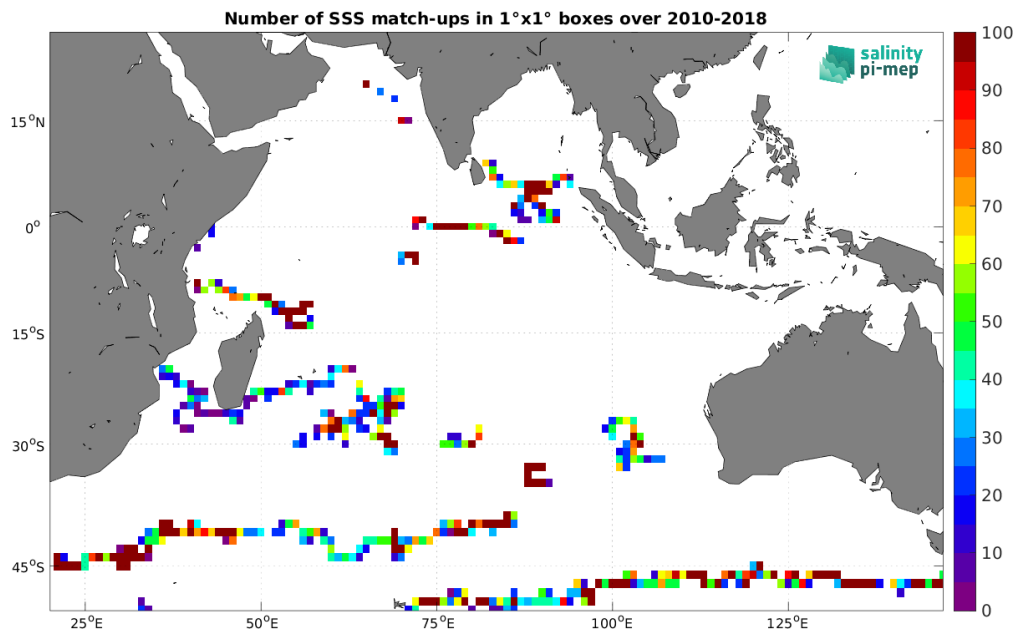 Number of SSS match-ups in 1°x1° boxes over 2010-2018
salinity
pi-mep
15°N
0°
15°S
30°S
45°S
25°E
50°E
75°E
100°E
125°E
100
90
80
70
60
50
40
30
20
10
0